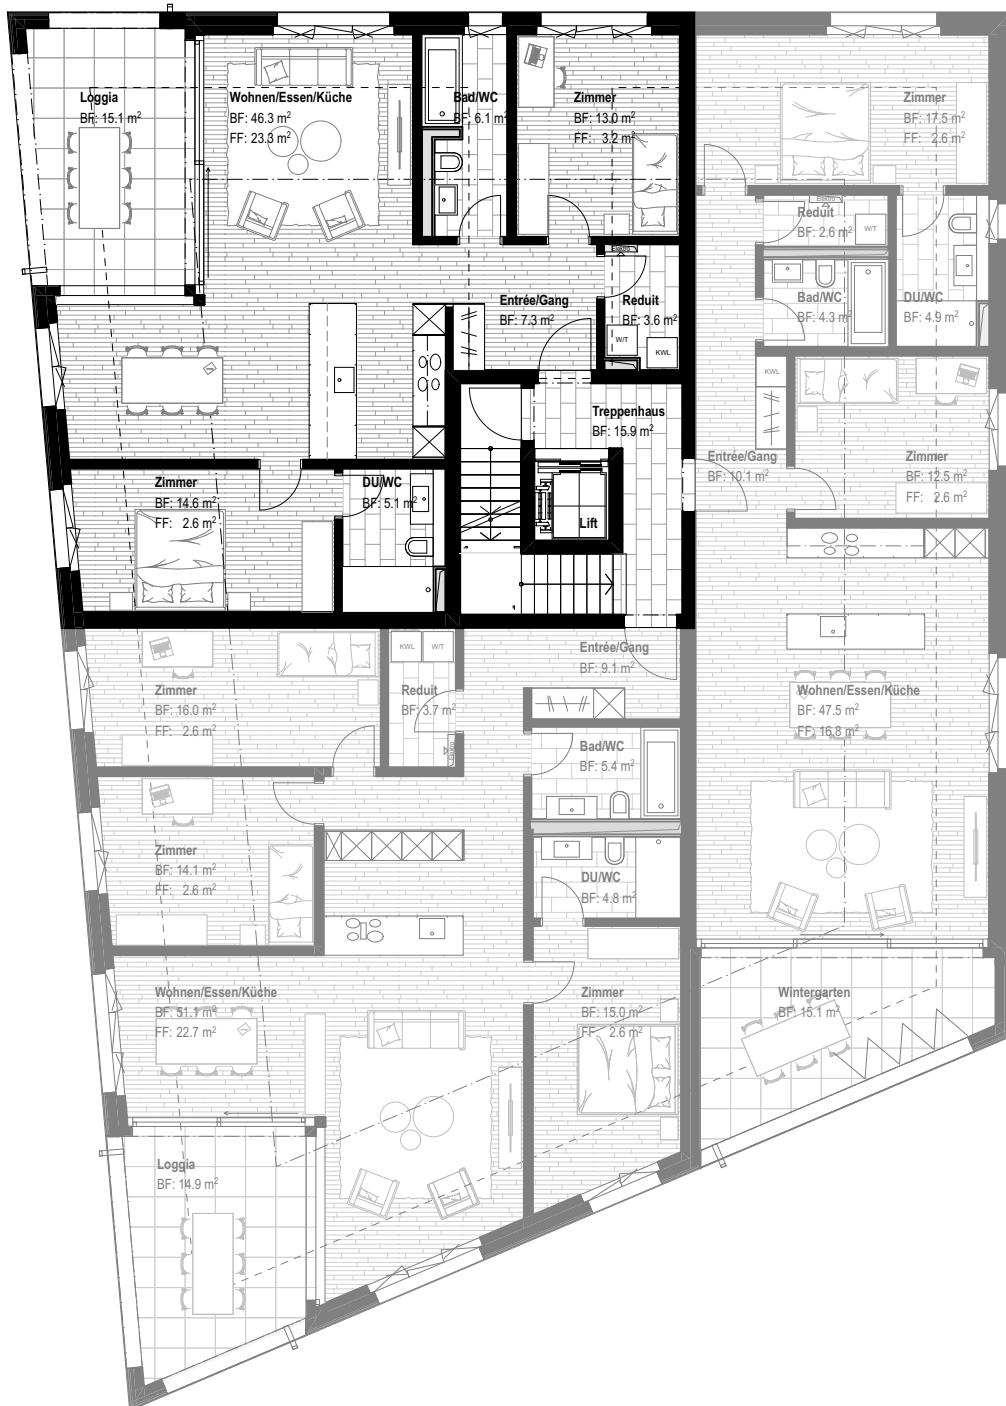 Loggia
BF: 15.1 m²
Wohnen/Essen/Küche
BF: 46.3 m²
FF: 23.3 m²
Bad/WC
BF: 6.1 m²
Zimmer
BF: 13.0 m²
FF: 3.2 m²
Zimmer
BF: 17.5 m²
FF: 2.6 m²
Elektro
Reduit
BF: 2.6 m²
W/T
Elektro
Entrée/Gang
BF: 7.3 m²
Reduit
BF: 3.6 m²
W/T
KWL
Bad/WC
BF: 4.3 m²
DU/WC
BF: 4.9 m²
KWL
Treppenhaus
BF: 15.9 m²
Entrée/Gang
BF: 10.1 m²
Zimmer
BF: 12.5 m²
FF: 2.6 m²
Zimmer
BF: 14.6 m²
FF: 2.6 m²
DU/WC
BF: 5.1 m²
Lift
Entrée/Gang
BF: 9.1 m²
KWL
W/T
Zimmer
BF: 16.0 m²
FF: 2.6 m²
Reduit
BF: 3.7 m²
Elektro
Wohnen/Essen/Küche
BF: 47.5 m²
FF: 16.8 m²
Bad/WC
BF: 5.4 m²
Zimmer
BF: 14.1 m²
FF: 2.6 m²
DU/WC
BF: 4.8 m²
Wohnen/Essen/Küche
BF: 51.1 m²
FF: 22.7 m²
Zimmer
BF: 15.0 m²
FF: 2.6 m²
Wintergarten
BF: 15.1 m²
Loggia
BF: 14.9 m²